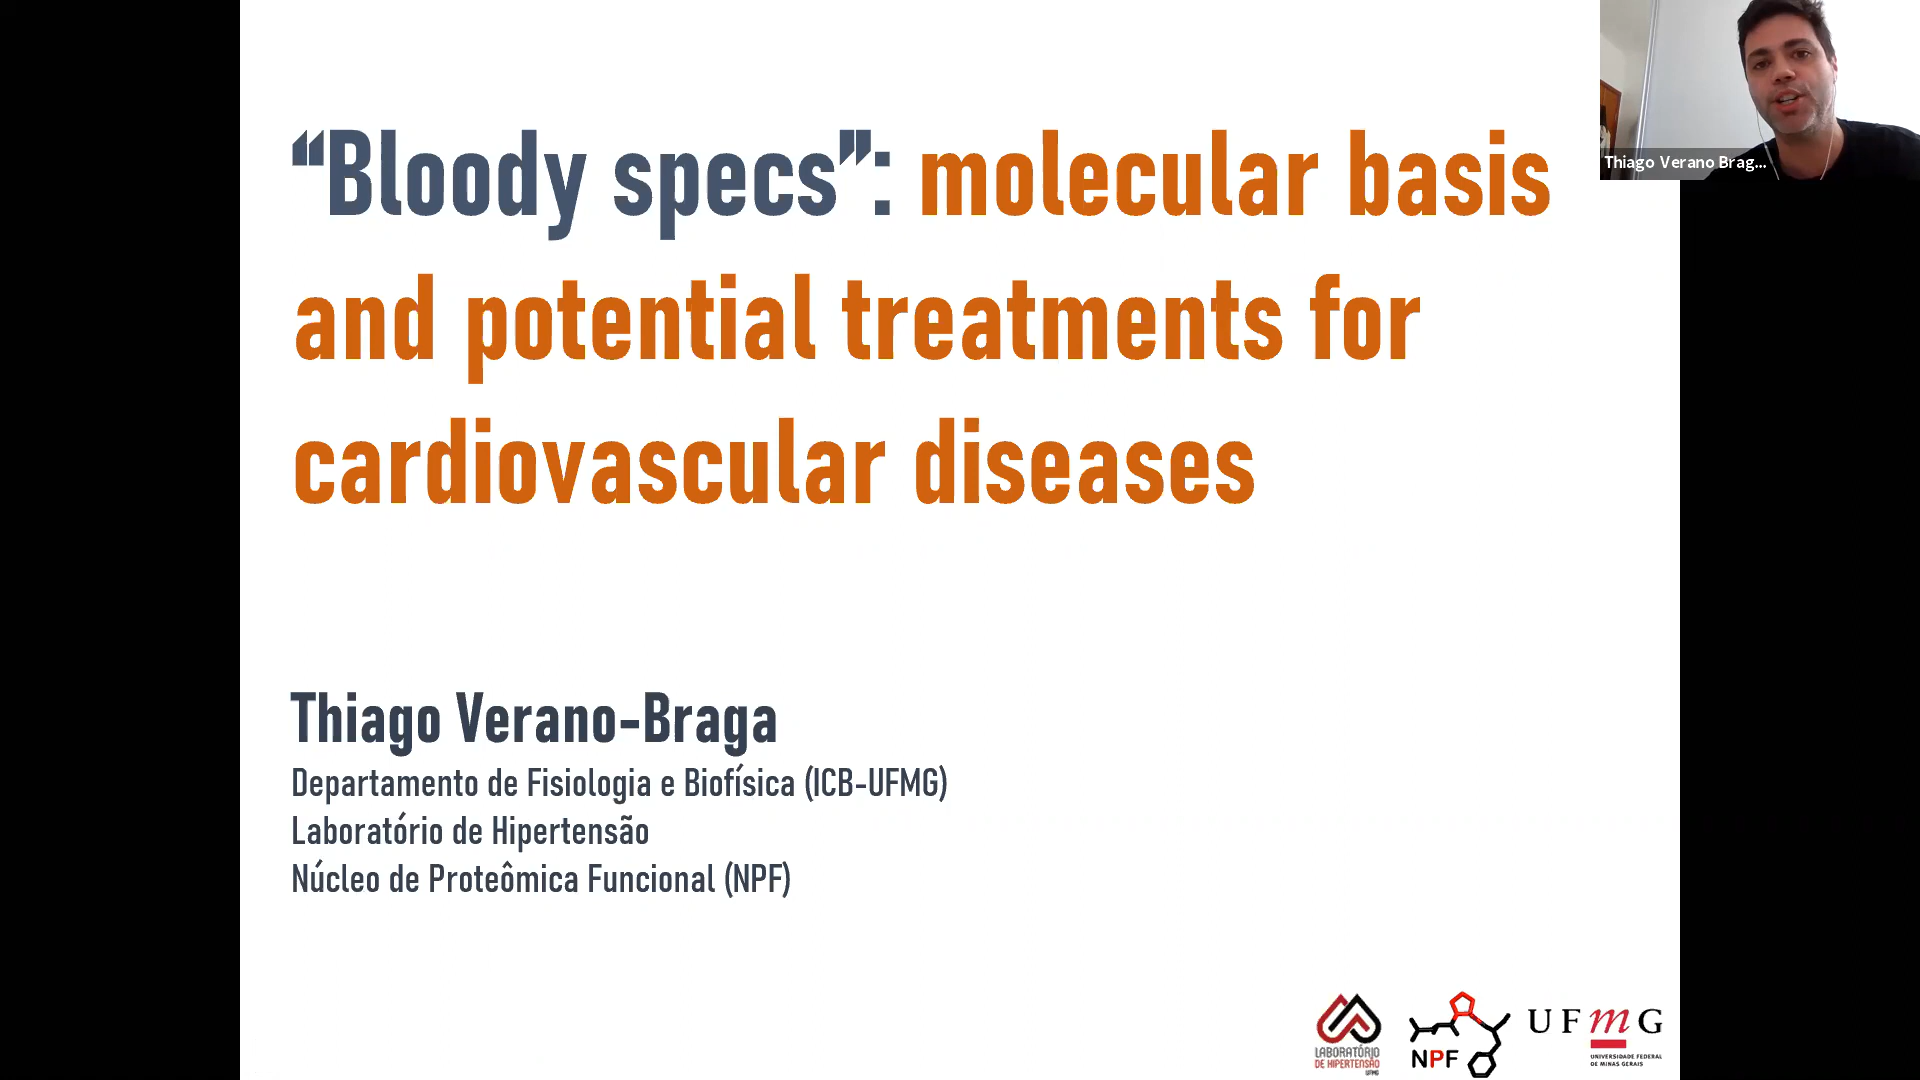 “Bloody specs”: molecular basis
and potential treatments for
cardiovascular diseases
Thiago Verano Brag...
Thiago Verano-Braga
Departamento de Fisiologia e Biofísica (ICB-UFMG)
Laboratório de Hipertensão
Núcleo de Proteômica Funcional (NPF)
LABORATÓRIO
DE HIPERTENSÃO
UFMG
NPF
UFmG
UNIVERSIDADE FEDERAL
DE MINAS GERAIS